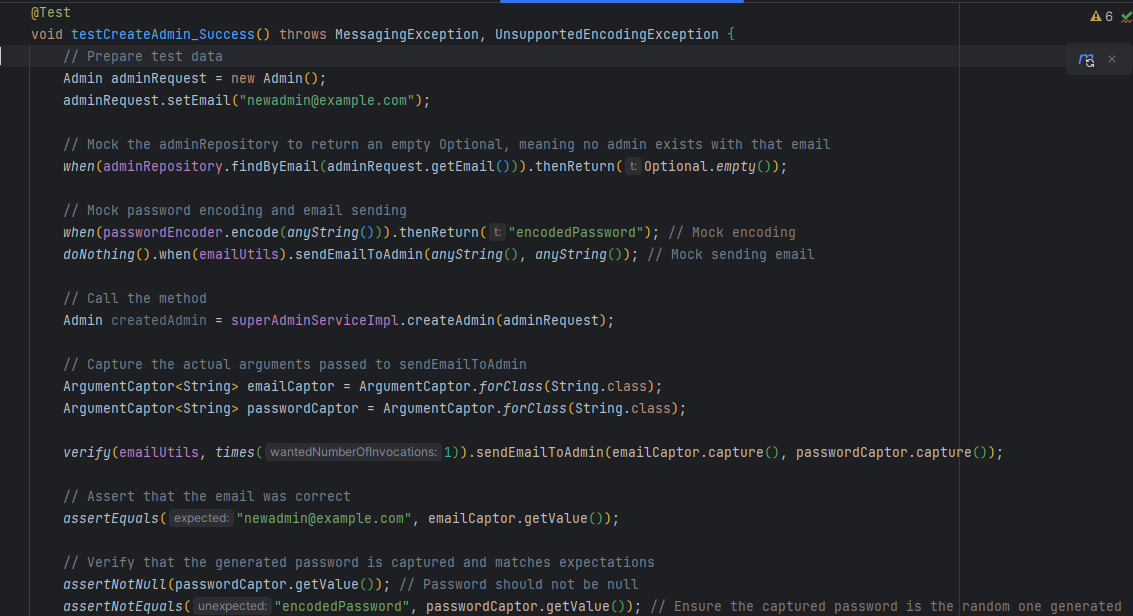 @Test
6
void testCreateAdmin_Success() throws MessagingException, UnsupportedEncodingException {
// Prepare test data
Admin adminRequest = new Admin();
adminRequest.setEmail("newadmin@example.com");
// Mock the adminRepository to return an empty Optional, meaning no admin exists with that email
when(adminRepository.findByEmail(adminRequest.getEmail())).thenReturn( t: Optional.empty());
// Mock password encoding and email sending
when(passwordEncoder.encode(anyString())).thenReturn( t: "encodedPassword"); // Mock encoding
doNothing().when(emailUtils).sendEmailToAdmin(anyString(), anyString()); // Mock sending email
// Call the method
Admin createdAdmin = superAdminServiceImpl.createAdmin(adminRequest);
// Capture the actual arguments passed to sendEmailToAdmin
ArgumentCaptor<String> emailCaptor = ArgumentCaptor.forClass(String.class);
ArgumentCaptor<String> passwordCaptor = ArgumentCaptor.forClass(String.class);
verify(emailUtils, times( wantedNumberOfInvocations: 1)).sendEmailToAdmin(emailCaptor.capture(), passwordCaptor.capture());
// Assert that the email was correct
assertEquals( expected: "newadmin@example.com", emailCaptor.getValue());
// Verify that the generated password is captured and matches expectations
assertNotNull(passwordCaptor.getValue()); // Password should not be null
assertNotEquals( unexpected: "encodedPassword", passwordCaptor.getValue()); // Ensure the captured password is the random one generated